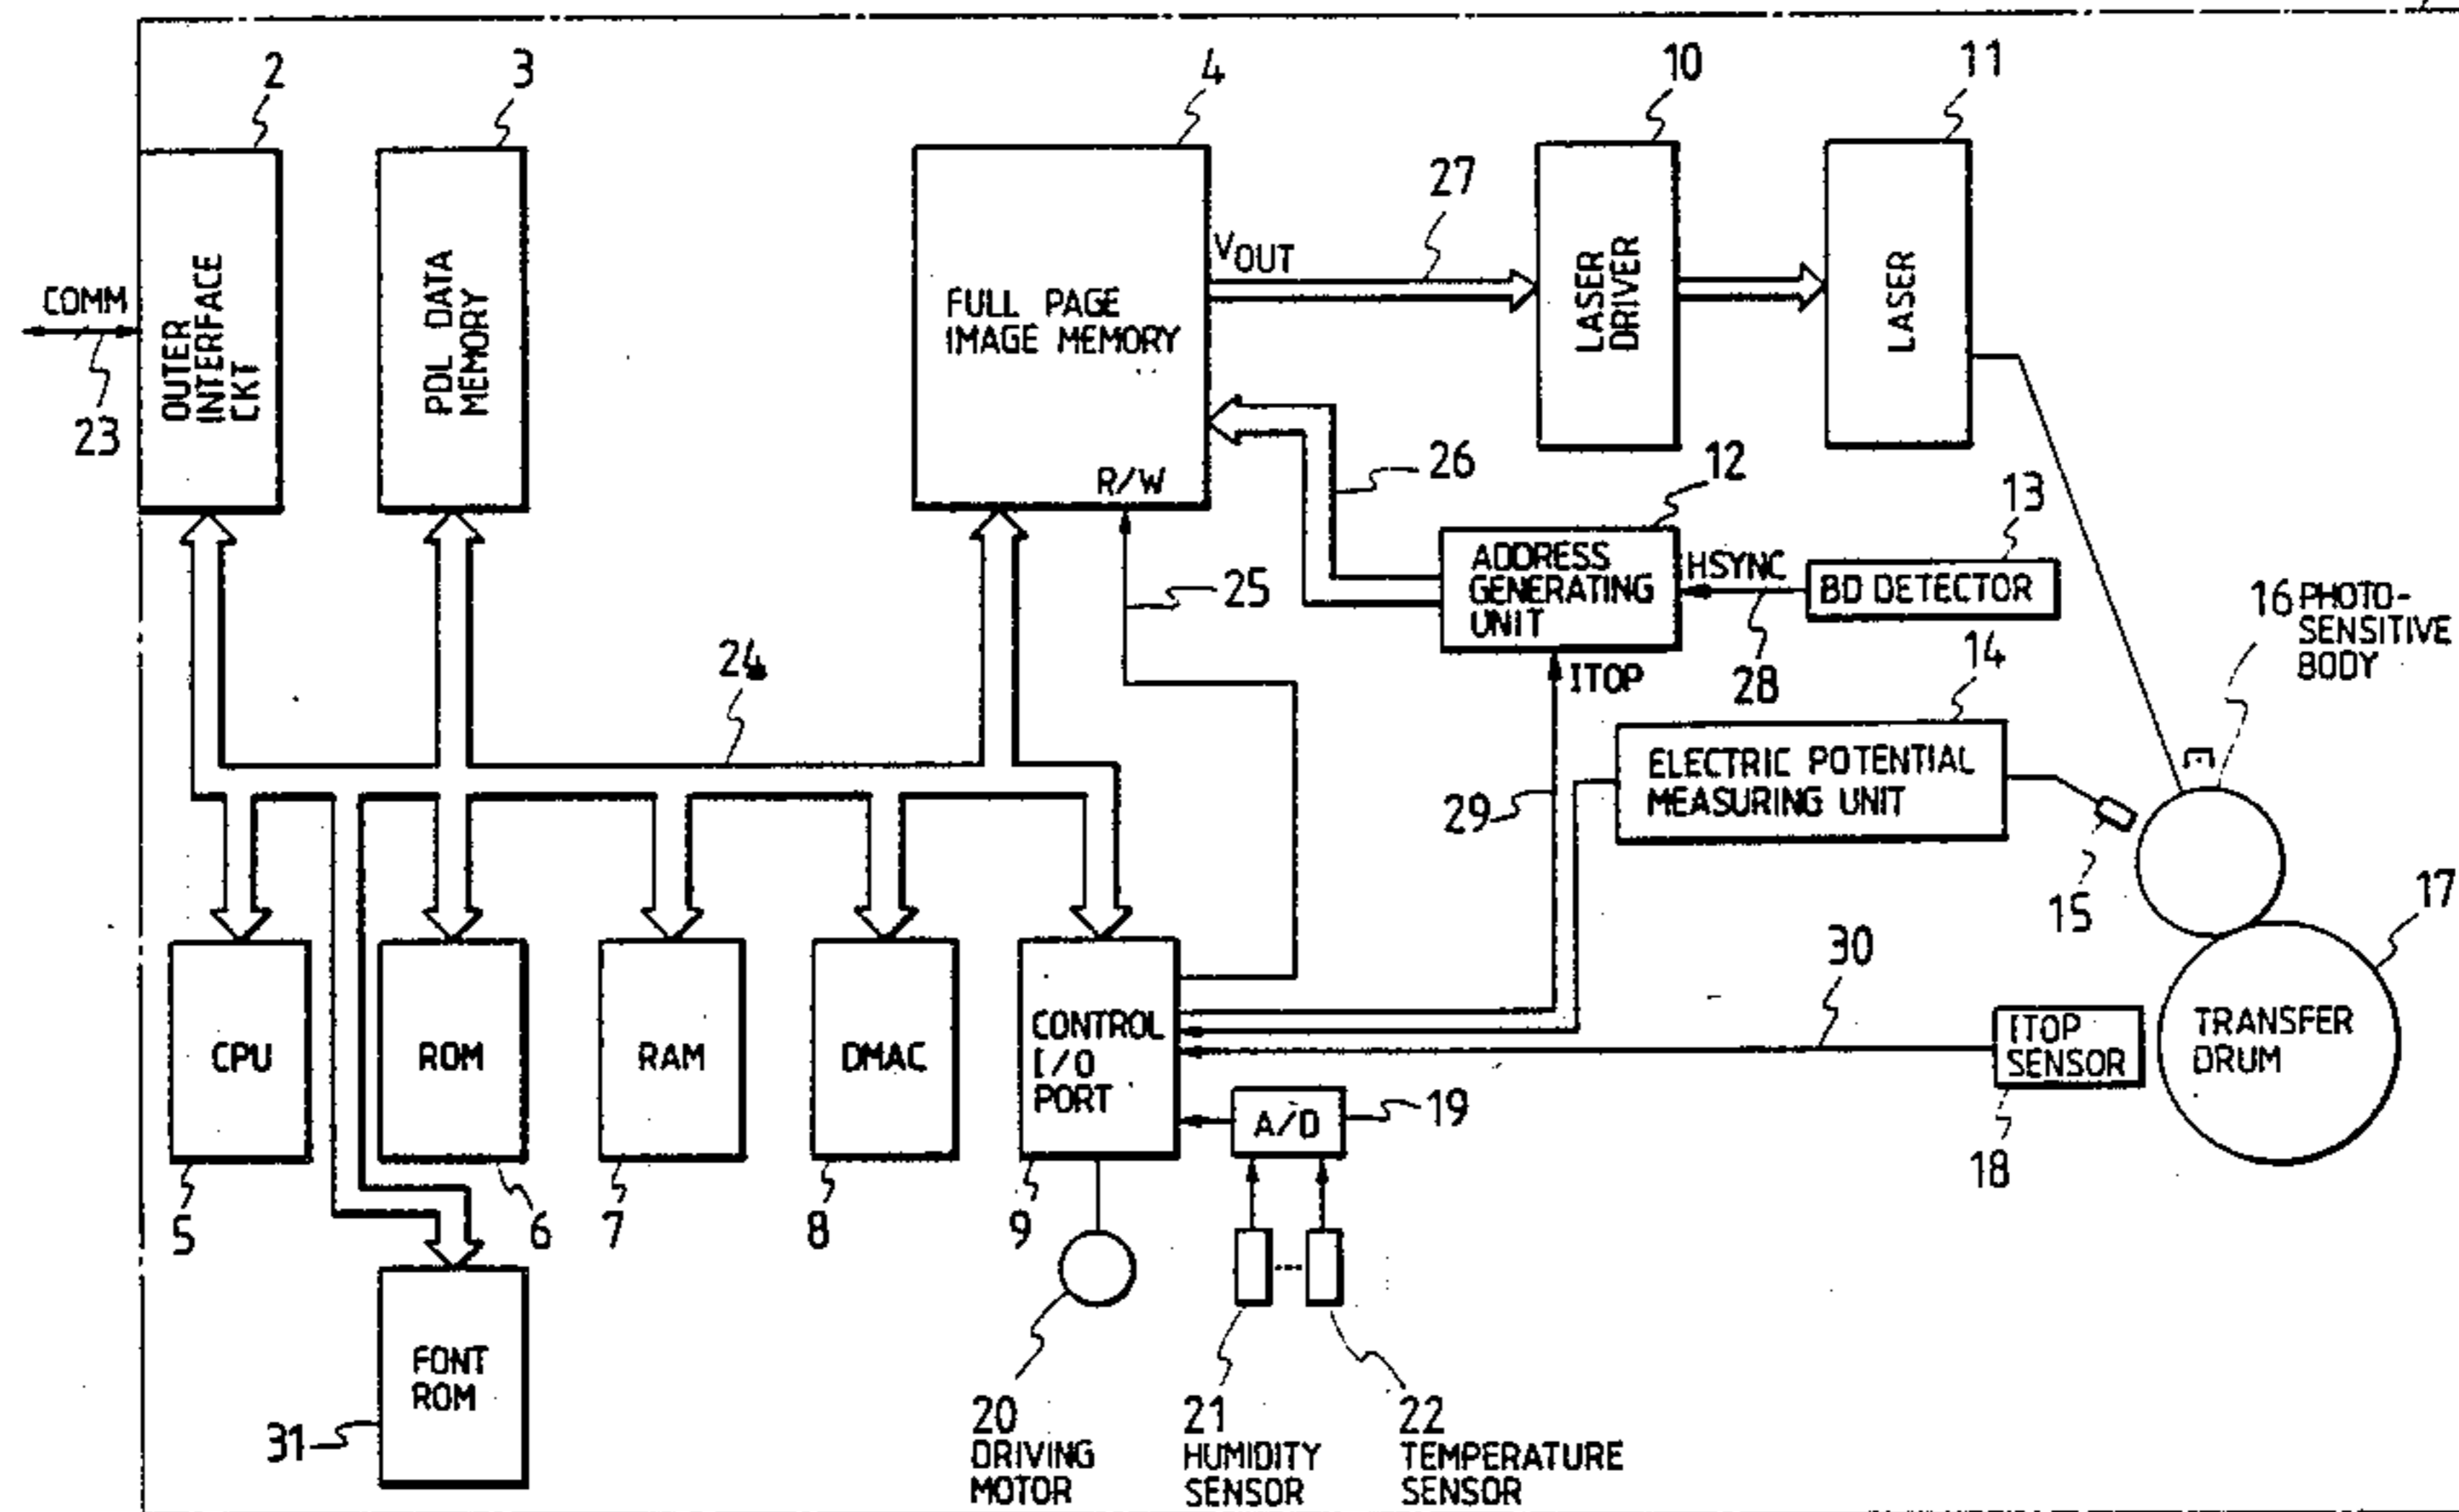 2
3
4
10
11
27
VOUT
COMM
23
OUTER
INTERFACE
CKT
PDL DATA
MEMORY
FULL PAGE
IMAGE MEMORY
R/W
LASER
DRIVER
LASER
26
12
13
25
ADDRESS
GENERATING
UNIT
HSYNC
BD DETECTOR
28
ITOP
16 PHOTO-
SENSITIVE
BODY
14
24
29
ELECTRIC POTENTIAL
MEASURING UNIT
15
17
30
CPU
ROM
RAM
DMAC
CONTROL
I/O
PORT
ITOP
SENSOR
TRANSFER
DRUM
A/D
19
18
5
6
7
8
9
FONT
ROM
31
20
DRIVING
MOTOR
21
HUMIDITY
SENSOR
22
TEMPERATURE
SENSOR